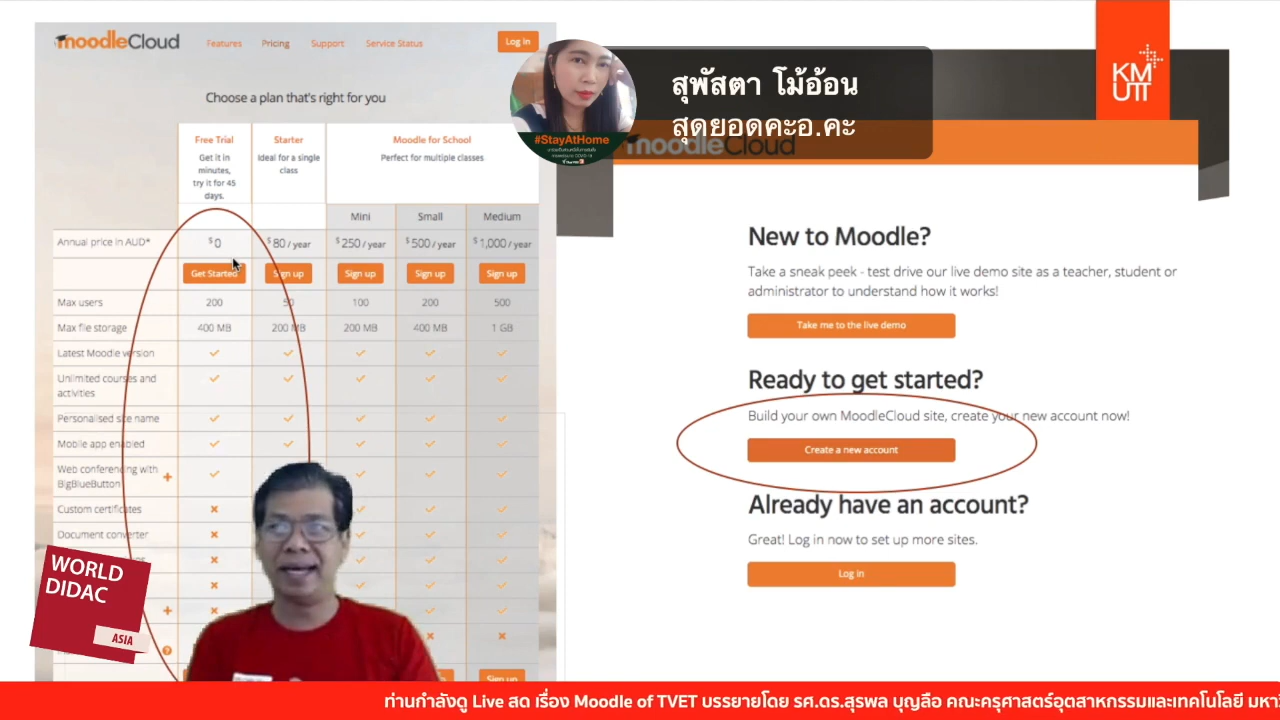 moodleCloud
Features
Pricing
Support
Service Status
Log In
Choose a plan that's right for you
Free Trial
Get it in
minutes,
try it for 45
days.
Starter
Ideal for a single
class
Moodle for School
Perfect for multiple classes
Mini
Small
Medium
Annual price in AUD*
$0
$80 / year
$250 / year
$500 / year
$1,000 / year
Get Started
Sign up
Sign up
Sign up
Sign up
Max users
200
50
100
200
500
Max file storage
400 MB
200 MB
200 MB
400 MB
1 GB
Latest Moodle version
Unlimited courses and
activities
Personalised site name
Mobile app enabled
Web conferencing with
BigBlueButton
Custom certificates
Document converter
Sign up
WORLD
DIDAC
ASIA
#StayAtHome
สุพัสตา โม้อ้อน
สุดยอดคะอ.คะ
moodleCloud
KM
UTT
New to Moodle?
Take a sneak peek - test drive our live demo site as a teacher, student or
administrator to understand how it works!
Take me to the live demo
Ready to get started?
Build your own MoodleCloud site, create your new account now!
Create a new account
Already have an account?
Great! Log in now to set up more sites.
Log in
ท่านกำลังดู Live สด เรื่อง Moodle of TVET บรรยายโดย รศ.ดร.สุรพล บุญลือ คณะครุศาสตร์อุตสาหกรรมและเทคโนโลยี มหา